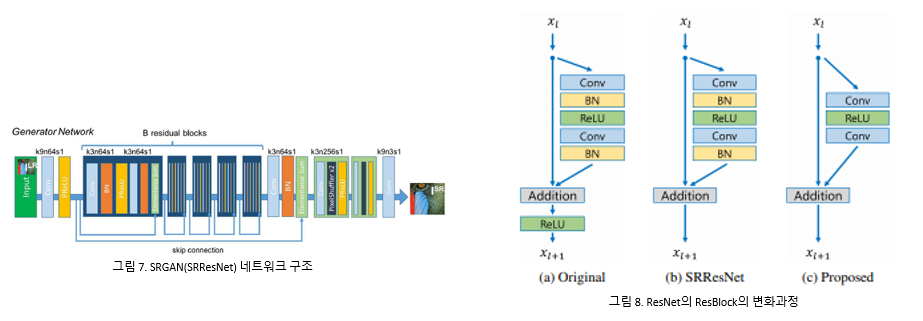 Generator Network
B residual blocks
k9n64s1
k3n64s1
k3n64s1
k3n64s1
k3n256s1
k9n3s1
Input
LR
Conv
PReLU
Conv
BN
PReLU
Conv
BN
Elementwise Sum
Conv
BN
Elementwise Sum
Conv
PixelShuffler x2
PReLU
Conv
SR
skip connection
그림 7. SRGAN(SRResNet) 네트워크 구조
x_l
Conv
BN
ReLU
Conv
BN
Addition
ReLU
x_{l+1}
(a) Original
x_l
Conv
BN
ReLU
Conv
BN
Addition
x_{l+1}
(b) SRResNet
x_l
Conv
ReLU
Conv
Addition
x_{l+1}
(c) Proposed
그림 8. ResNet의 ResBlock의 변화과정